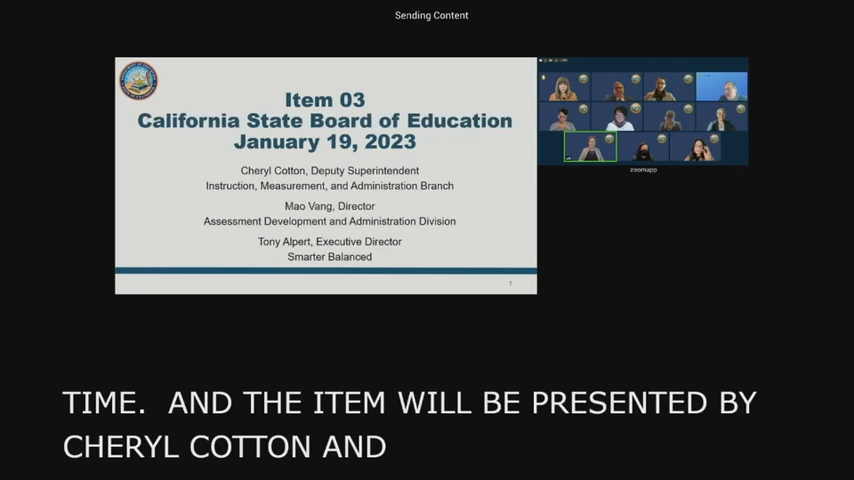 Sending Content
Item 03
California State Board of Education
January 19, 2023
Cheryl Cotton, Deputy Superintendent
Instruction, Measurement, and Administration Branch
Mao Vang, Director
Assessment Development and Administration Division
Tony Alpert, Executive Director
Smarter Balanced
1
zoomapp
TIME.  AND THE ITEM WILL BE PRESENTED BY
CHERYL COTTON AND